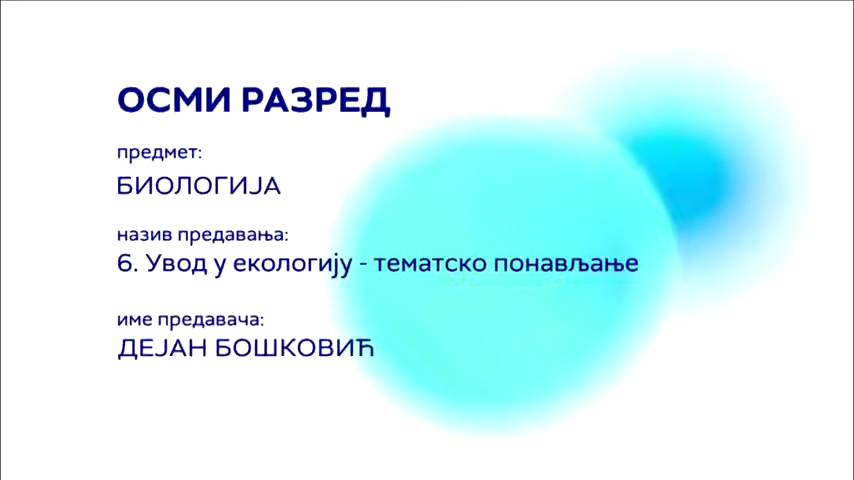 ОСМИ РАЗРЕД
предмет:
БИОЛОГИЈА
назив предавања:
6. Увод у екологију - тематско понављање
име предавача:
ДЕЈАН БОШКОВИЋ